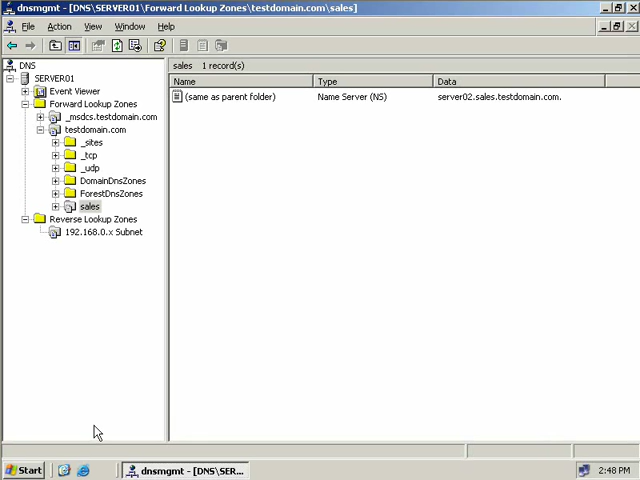 dnsmgmt - [DNS\SERVER01\Forward Lookup Zones\testdomain.com\sales]
File Action View Window Help
DNS
SERVER01
Event Viewer
Forward Lookup Zones
_msdcs.testdomain.com
testdomain.com
_sites
_tcp
_udp
DomainDnsZones
ForestDnsZones
sales
Reverse Lookup Zones
192.168.0.x Subnet
sales 1 record(s)
Name Type Data
(same as parent folder) Name Server (NS) server02.sales.testdomain.com.
Start dnsmgmt - [DNS\SER... 2:48 PM